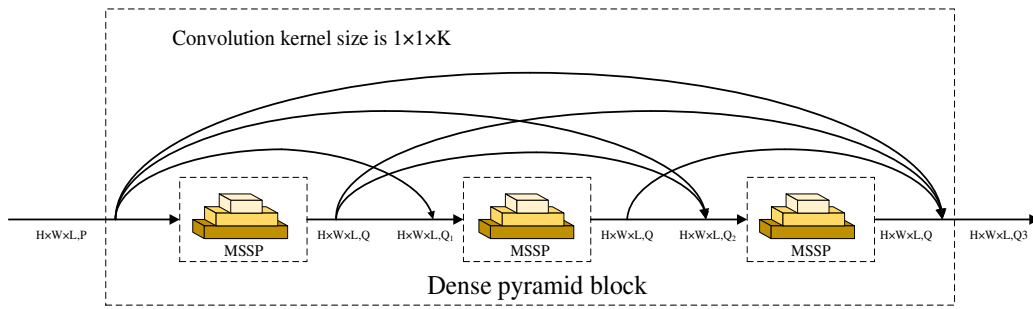 Convolution kernel size is 1×1×K
H×W×L,P
MSSP
H×W×L,Q
H×W×L,Q₁
MSSP
H×W×L,Q
H×W×L,Q₂
MSSP
H×W×L,Q
H×W×L,Q3
Dense pyramid block